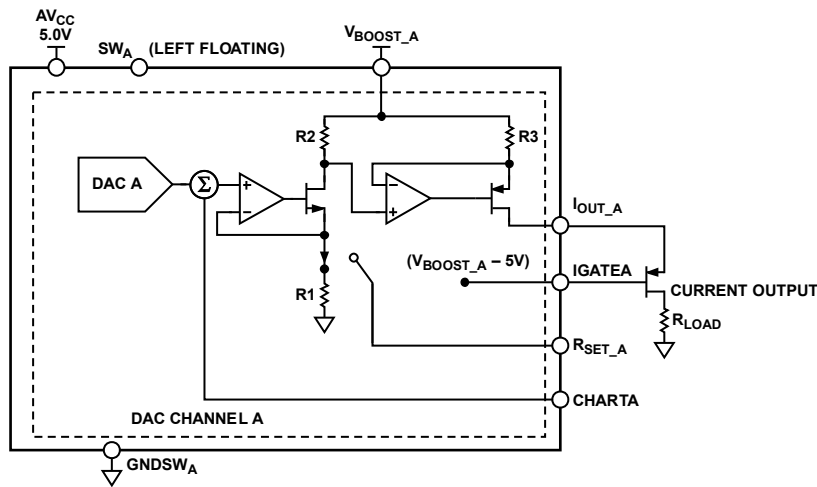 AVCC
5.0V
SWA (LEFT FLOATING)
VBOOST_A
R2
R3
DAC A
Σ
+
−
−
+
IOUT_A
(VBOOST_A – 5V)
IGATEA
CURRENT OUTPUT
R1
RLOAD
RSET_A
CHARTA
DAC CHANNEL A
GNDSWA